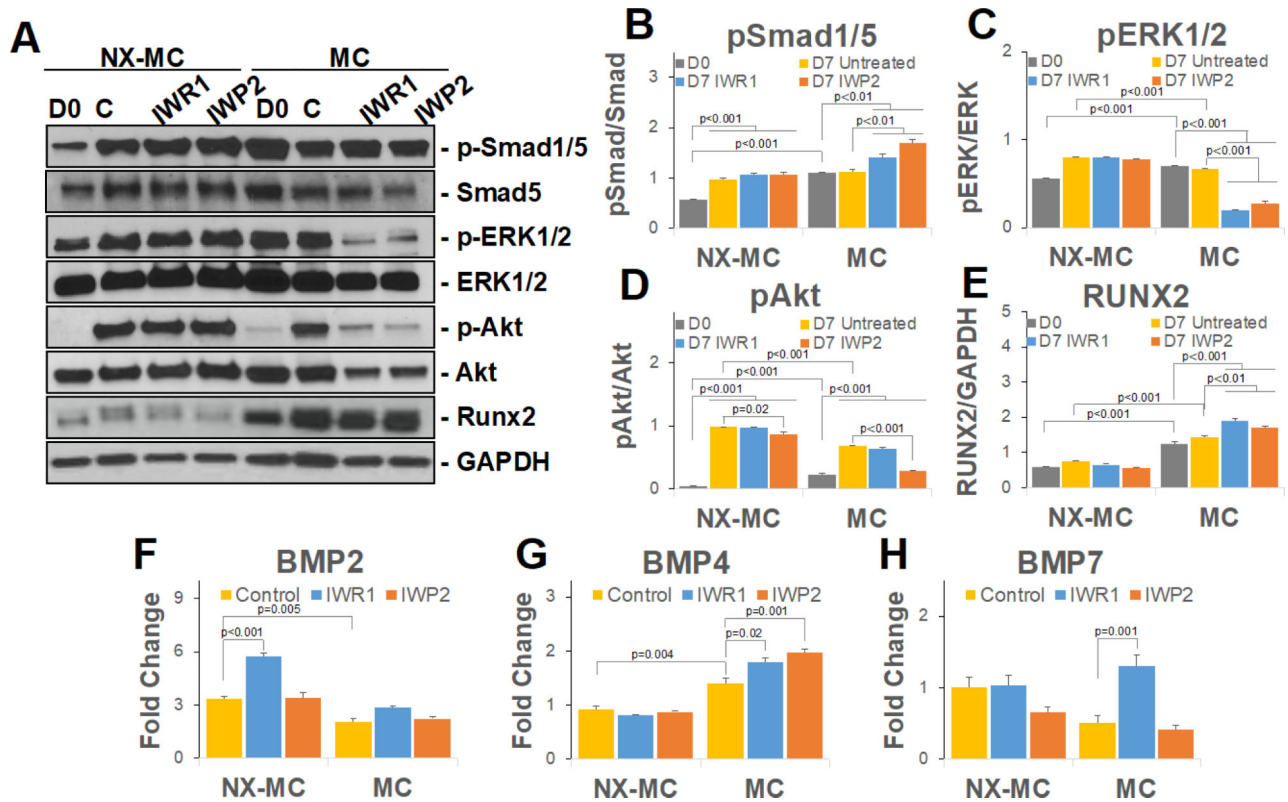 A
NX-MC MC
D0 C IWR1 IWP2 D0 C IWR1 IWP2
- p-Smad1/5
- Smad5
- p-ERK1/2
- ERK1/2
- p-Akt
- Akt
- Runx2
- GAPDH
B
pSmad1/5
D0 D7 Untreated
D7 IWR1 D7 IWP2
pSmad/Smad
3
2
1
0
p<0.001
p<0.001
p<0.01
p<0.01
NX-MC MC
C
pERK1/2
D0 D7 Untreated
D7 IWR1 D7 IWP2
pERK/ERK
2
1
0
p<0.001
p<0.001
p<0.001
p<0.001
NX-MC MC
D
pAkt
D0 D7 Untreated
D7 IWR1 D7 IWP2
pAkt/Akt
2
1
0
p<0.001
p<0.001
p<0.001
p<0.001
p=0.02
p<0.001
NX-MC MC
E
RUNX2
D0 D7 Untreated
D7 IWR1 D7 IWP2
RUNX2/GAPDH
5
4
3
2
1
0
p<0.001
p<0.01
p<0.001
p<0.001
NX-MC MC
F
BMP2
Control IWR1 IWP2
Fold Change
9
6
3
0
p=0.005
p<0.001
NX-MC MC
G
BMP4
Control IWR1 IWP2
Fold Change
3
2
1
0
p=0.001
p=0.02
p=0.004
NX-MC MC
H
BMP7
Control IWR1 IWP2
Fold Change
2
1
0
p=0.001
NX-MC MC